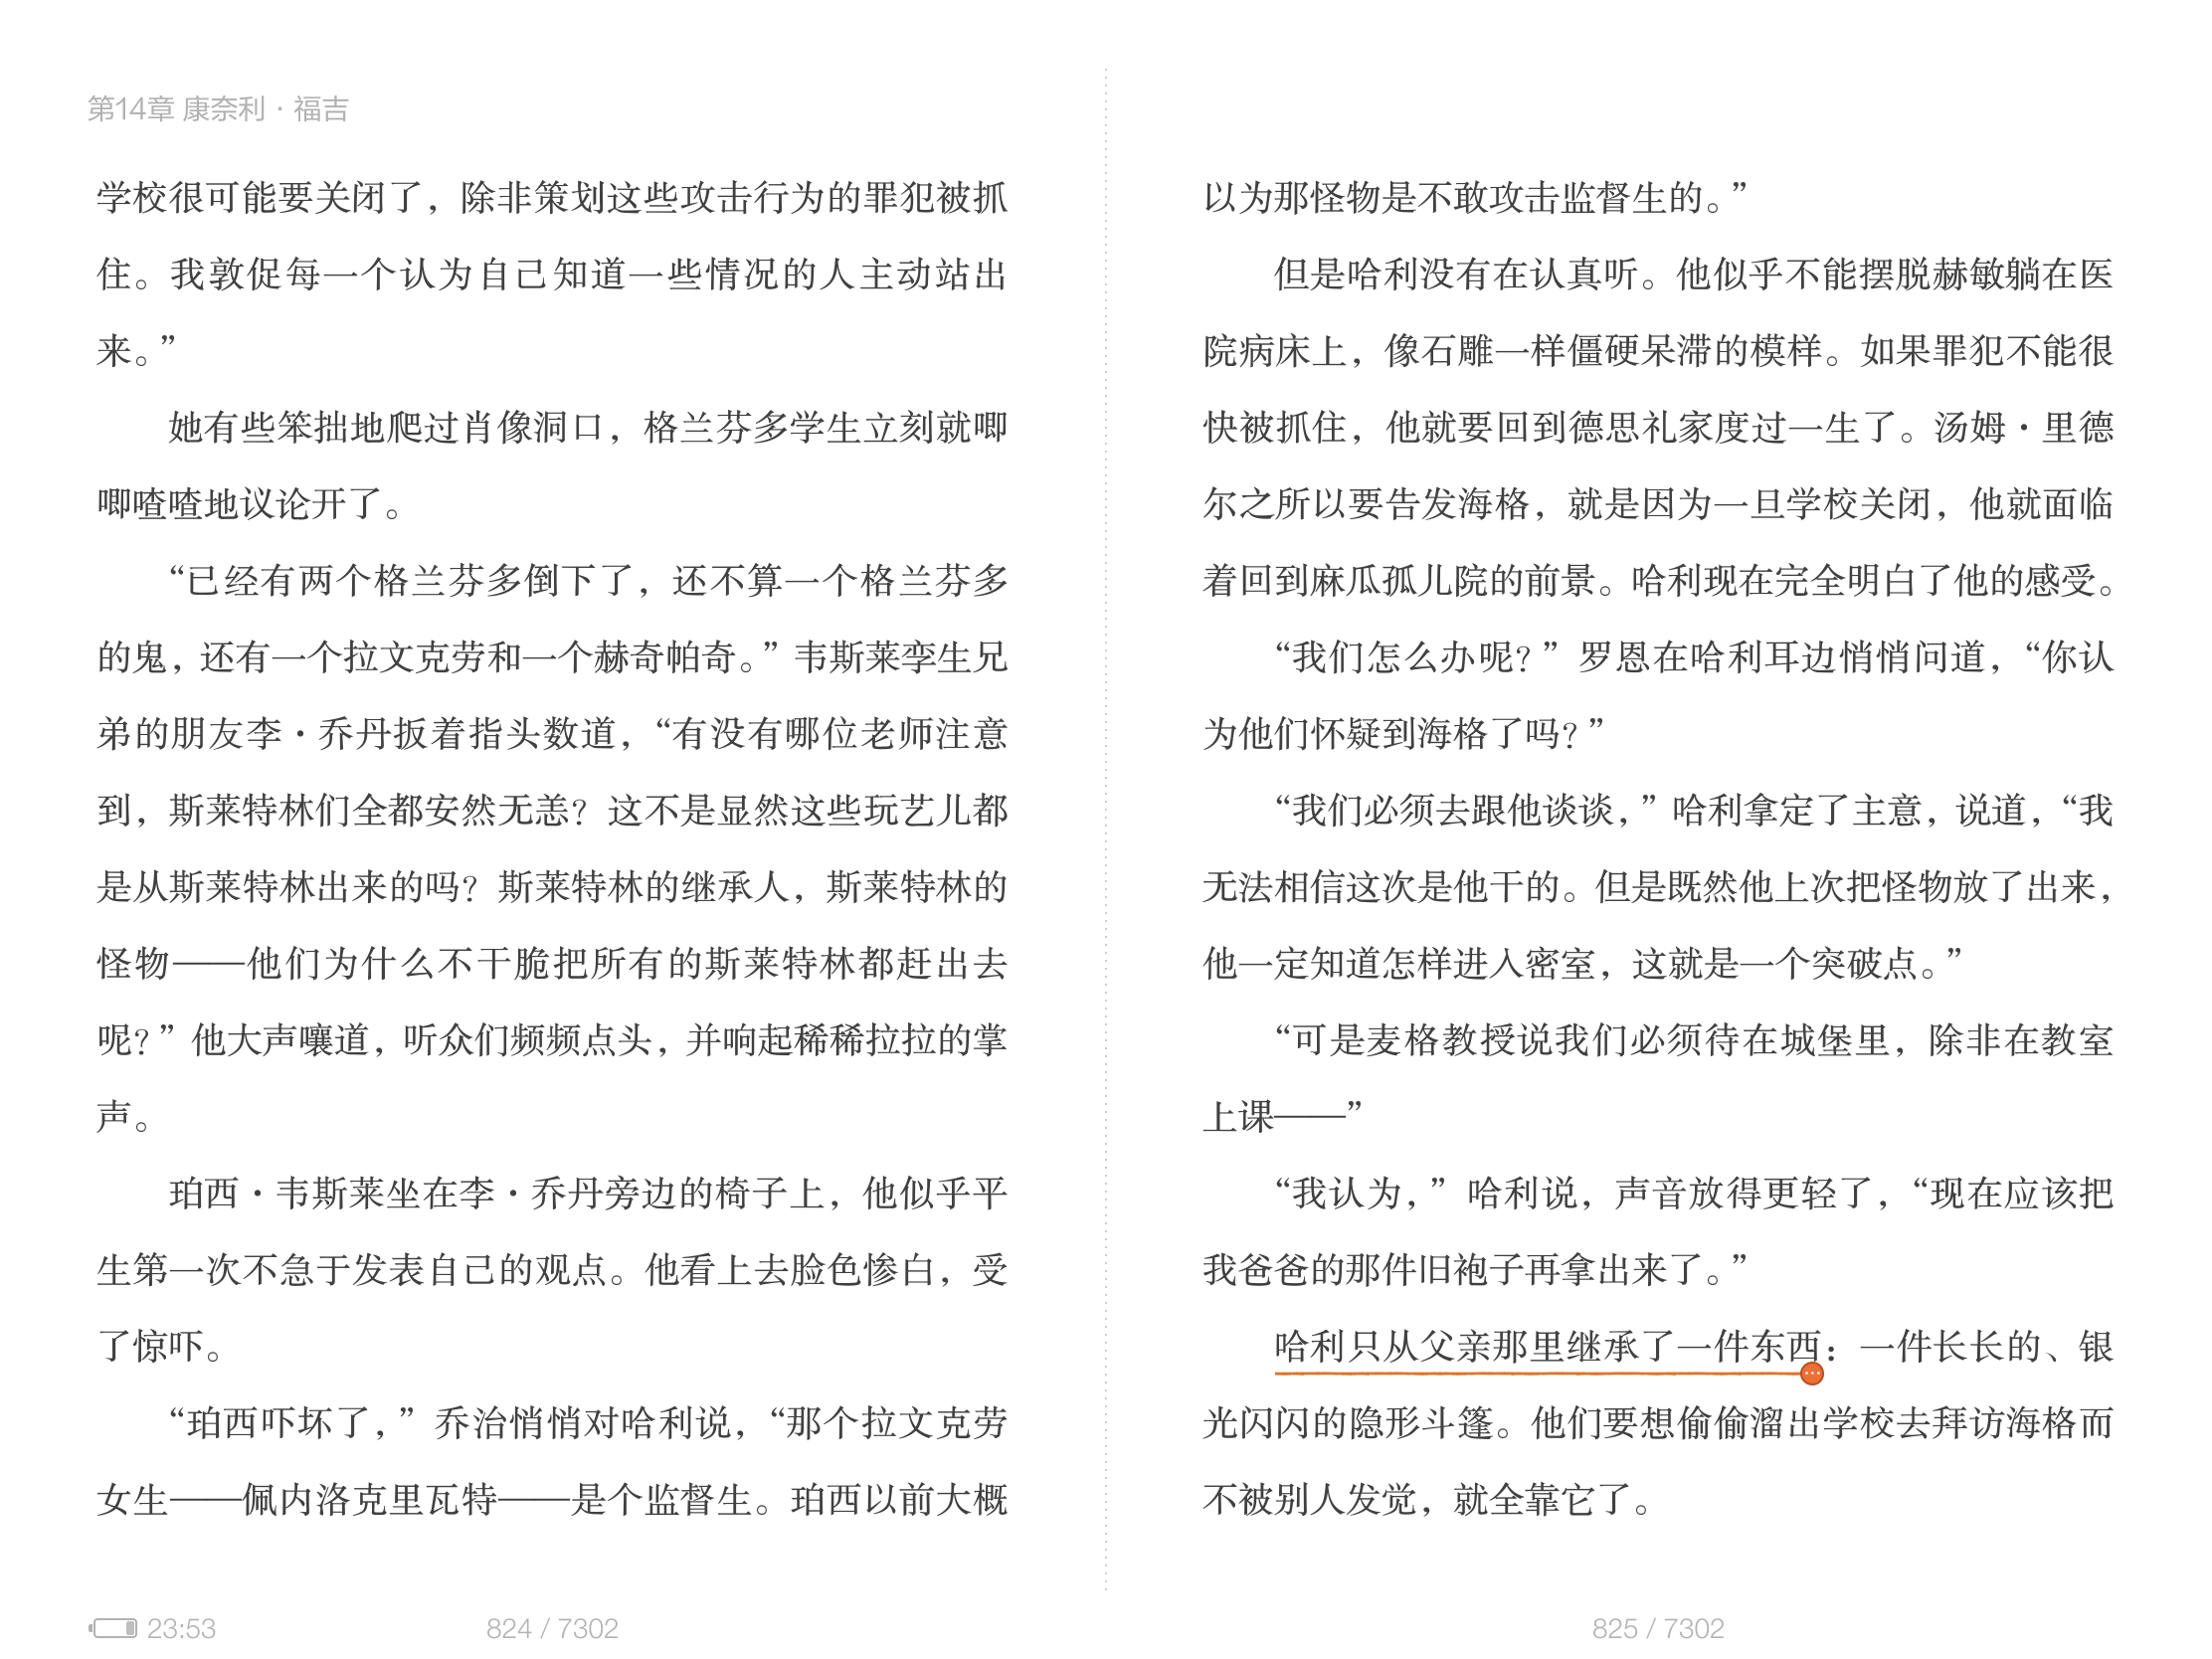 第14章 康奈利·福吉
学校很可能要关闭了，除非策划这些攻击行为的罪犯被抓
住。我敦促每一个认为自己知道一些情况的人主动站出
来。”
她有些笨拙地爬过肖像洞口，格兰芬多学生立刻就唧
唧喳喳地议论开了。
“已经有两个格兰芬多倒下了，还不算一个格兰芬多
的鬼，还有一个拉文克劳和一个赫奇帕奇。”韦斯莱孪生兄
弟的朋友李·乔丹扳着指头数道，“有没有哪位老师注意
到，斯莱特林们全都安然无恙？这不是显然这些玩艺儿都
是从斯莱特林出来的吗？斯莱特林的继承人，斯莱特林的
怪物——他们为什么不干脆把所有的斯莱特林都赶出去
呢？”他大声嚷道，听众们频频点头，并响起稀稀拉拉的掌
声。
珀西·韦斯莱坐在李·乔丹旁边的椅子上，他似乎平
生第一次不急于发表自己的观点。他看上去脸色惨白，受
了惊吓。
“珀西吓坏了，”乔治悄悄对哈利说，“那个拉文克劳
女生——佩内洛克里瓦特——是个监督生。珀西以前大概
以为那怪物是不敢攻击监督生的。”
但是哈利没有在认真听。他似乎不能摆脱赫敏躺在医
院病床上，像石雕一样僵硬呆滞的模样。如果罪犯不能很
快被抓住，他就要回到德思礼家度过一生了。汤姆·里德
尔之所以要告发海格，就是因为一旦学校关闭，他就面临
着回到麻瓜孤儿院的前景。哈利现在完全明白了他的感受。
“我们怎么办呢？”罗恩在哈利耳边悄悄问道，“你认
为他们怀疑到海格了吗？”
“我们必须去跟他谈谈，”哈利拿定了主意，说道，“我
无法相信这次是他干的。但是既然他上次把怪物放了出来，
他一定知道怎样进入密室，这就是一个突破点。”
“可是麦格教授说我们必须待在城堡里，除非在教室
上课——”
“我认为，”哈利说，声音放得更轻了，“现在应该把
我爸爸的那件旧袍子再拿出来了。”
哈利只从父亲那里继承了一件东西：一件长长的、银
光闪闪的隐形斗篷。他们要想偷偷溜出学校去拜访海格而
不被别人发觉，就全靠它了。
23:53
824 / 7302
825 / 7302